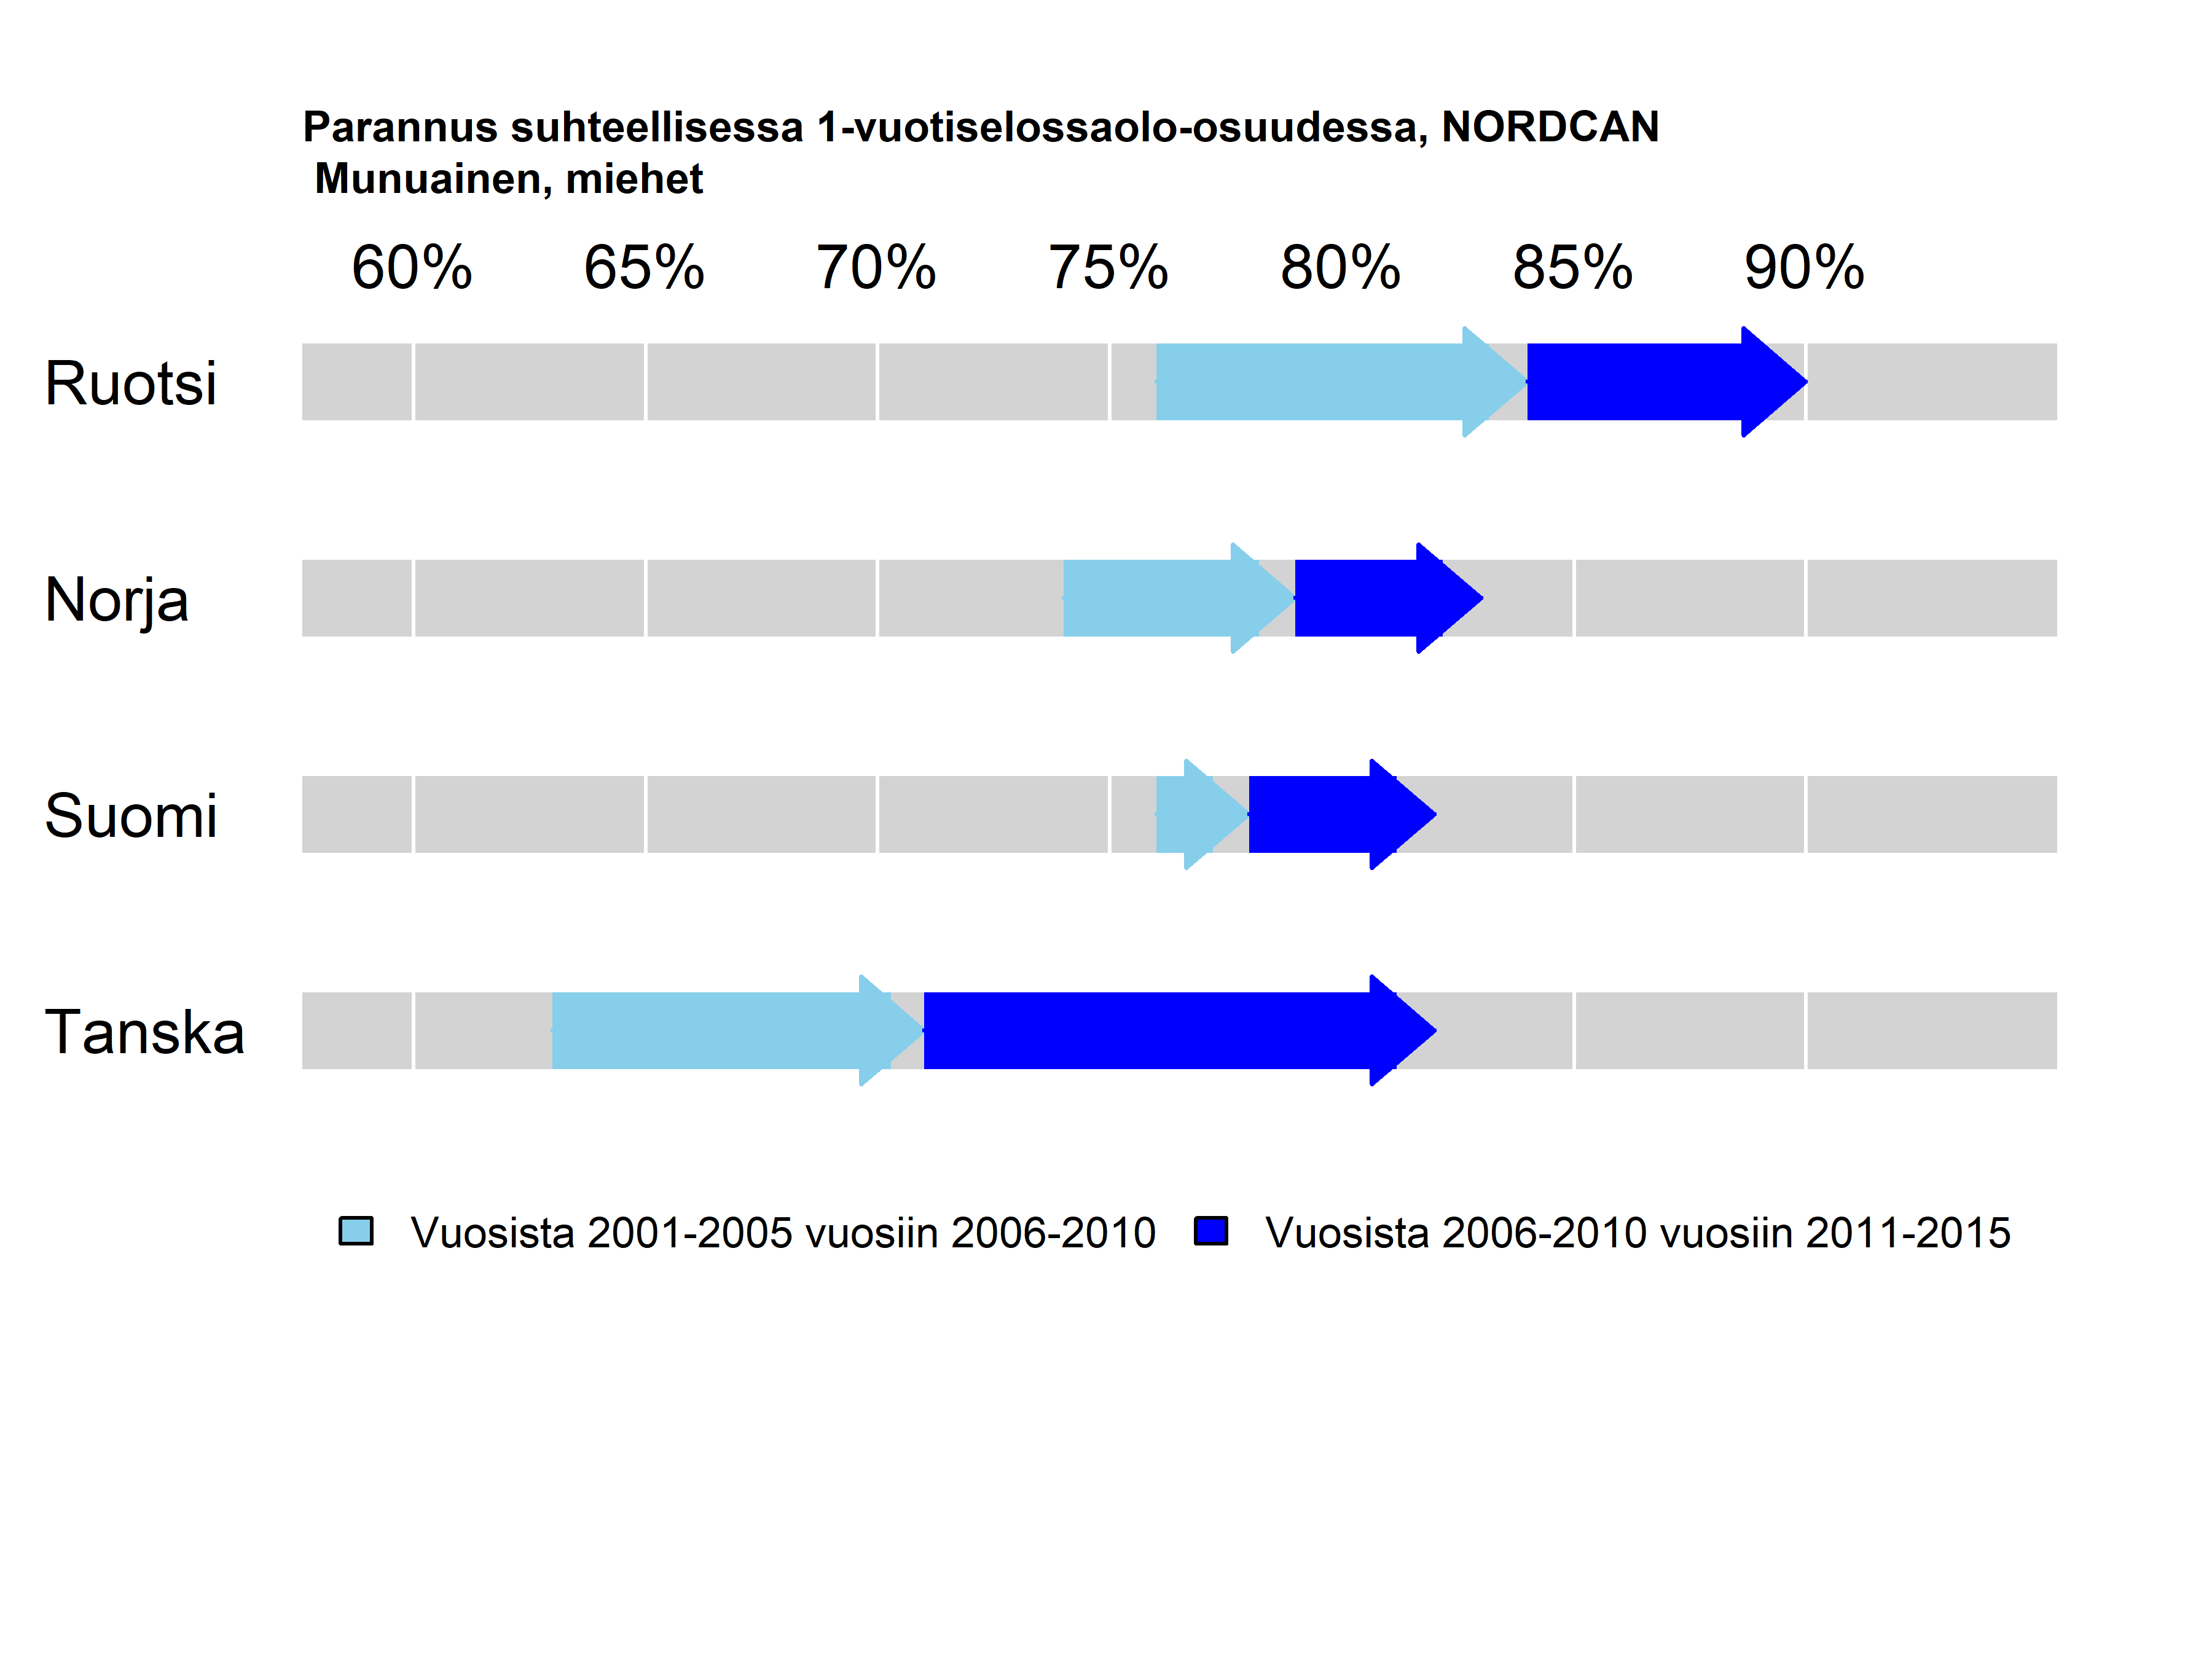 Parannus suhteellisessa 1-vuotiselossaolo-osuudessa, NORDCAN
Munuainen, miehet
60% 65% 70% 75% 80% 85% 90%
Ruotsi
Norja
Suomi
Tanska
Vuosista 2001-2005 vuosiin 2006-2010 Vuosista 2006-2010 vuosiin 2011-2015